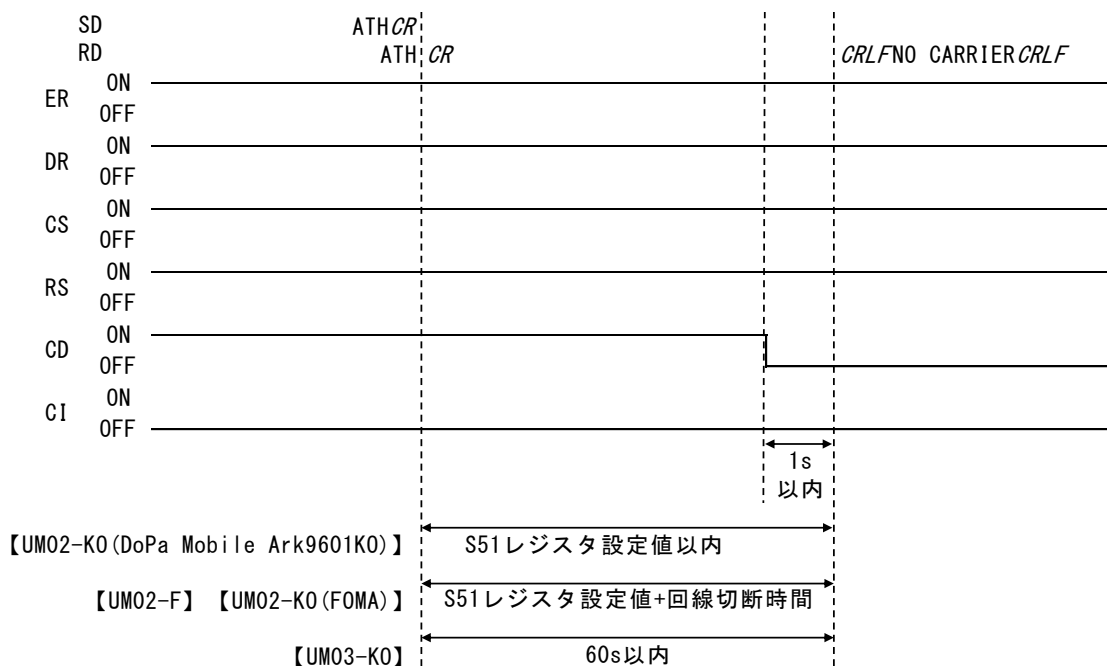 SD ATHCR
RD ATH CR CRLFNO CARRIERCRLF
ER ON
OFF
DR ON
OFF
CS ON
OFF
RS ON
OFF
CD ON
OFF
CI ON
OFF
1s
以内
【UM02-KO(DoPa Mobile Ark9601KO)】 S51レジスタ設定値以内
【UM02-F】【UM02-KO(FOMA)】 S51レジスタ設定値+回線切断時間
【UM03-KO】 60s以内